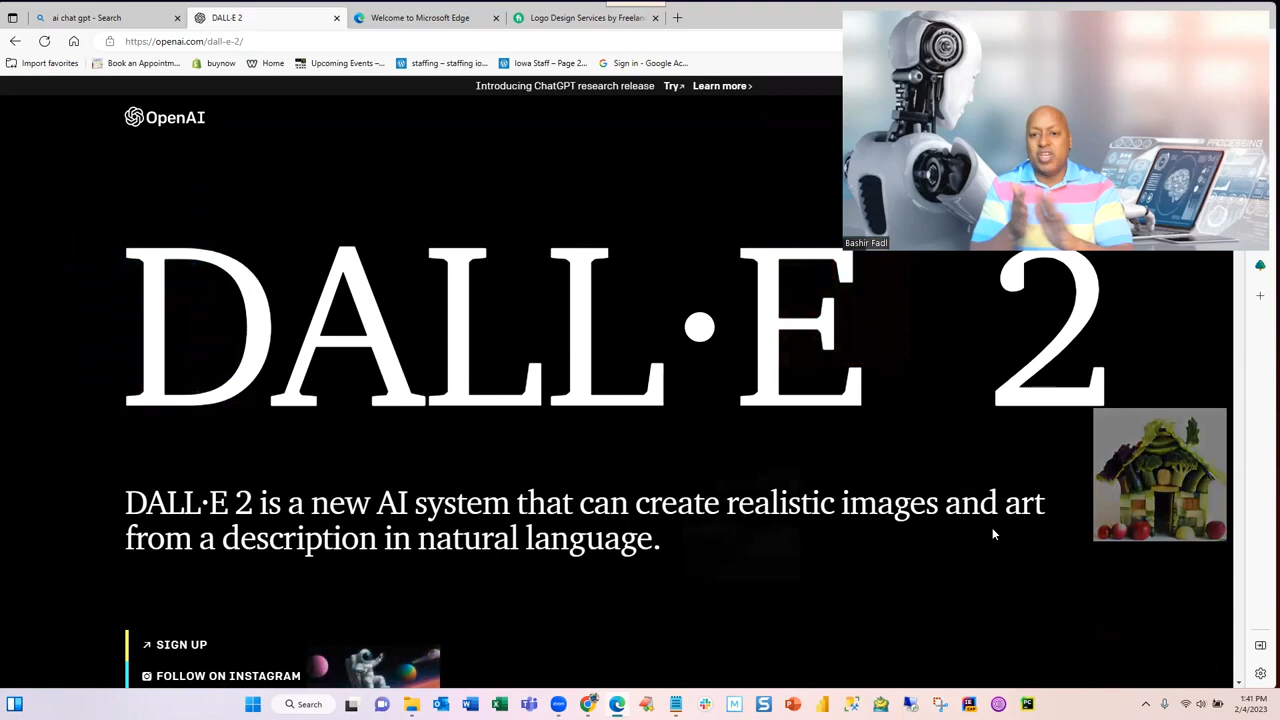 ai chat gpt - Search
DALL·E 2
Welcome to Microsoft Edge
Logo Design Services by Freelan
https://openai.com/dall-e-2/
Import favorites
Book an Appointm...
buynow
Home
Upcoming Events –...
staffing – staffing io...
Iowa Staff – Page 2...
Sign in - Google Ac...
Introducing ChatGPT research release Try↗ Learn more ›
OpenAI
PROCESSING
Bashir Fadl
DALL·E 2
DALL·E 2 is a new AI system that can create realistic images and art
from a description in natural language.
↗ SIGN UP
FOLLOW ON INSTAGRAM
Search
1:41 PM
2/4/2023